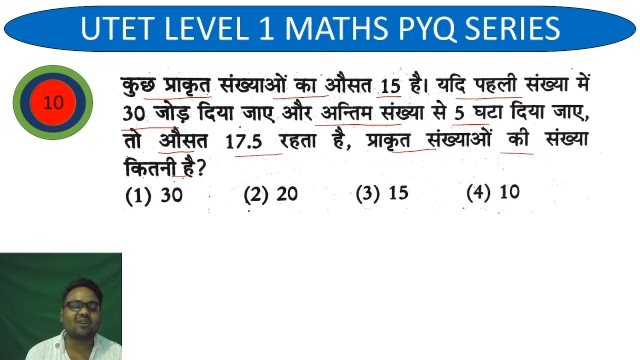 UTET LEVEL 1 MATHS PYQ SERIES
10
कुछ प्राकृत संख्याओं का औसत 15 है। यदि पहली संख्या में
30 जोड़ दिया जाए और अन्तिम संख्या से 5 घटा दिया जाए,
तो औसत 17.5 रहता है, प्राकृत संख्याओं की संख्या
कितनी है?
(1) 30 (2) 20 (3) 15 (4) 10